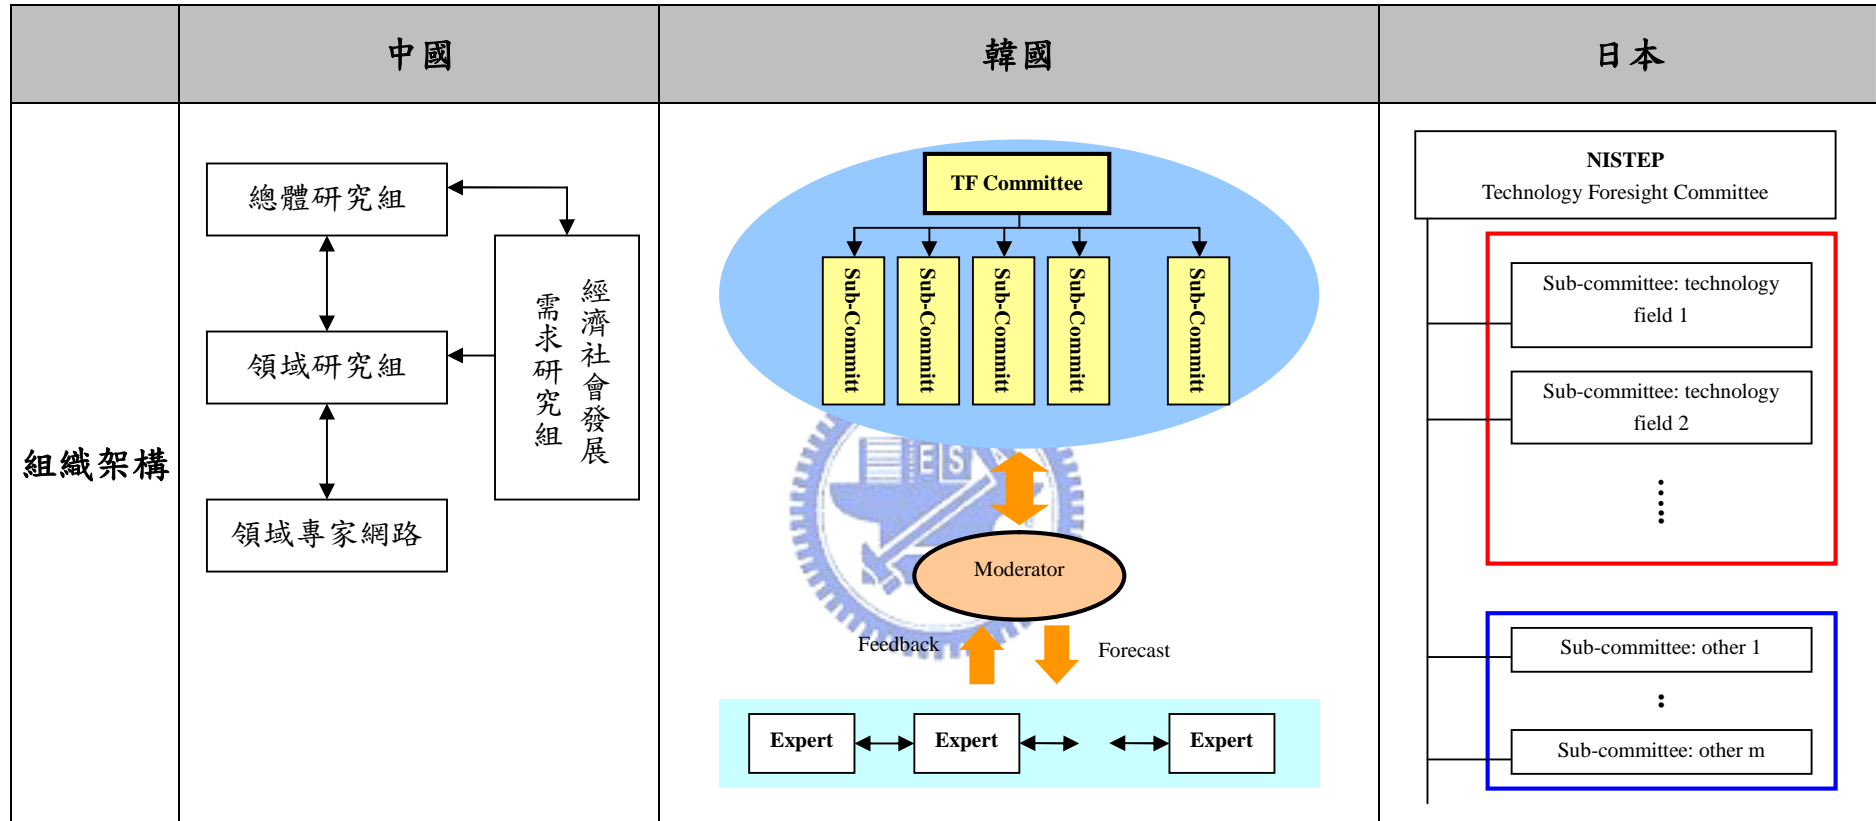 中國
韓國
日本
組織架構
總體研究組
領域研究組
領域專家網路
經濟社會發展
需求研究組
TF Committee
Sub-Committ
Sub-Committ
Sub-Committ
Sub-Committ
Sub-Committ
ES
Moderator
Feedback
Forecast
Expert
Expert
Expert
NISTEP
Technology Foresight Committee
Sub-committee: technology
field 1
Sub-committee: technology
field 2
Sub-committee: other 1
Sub-committee: other m